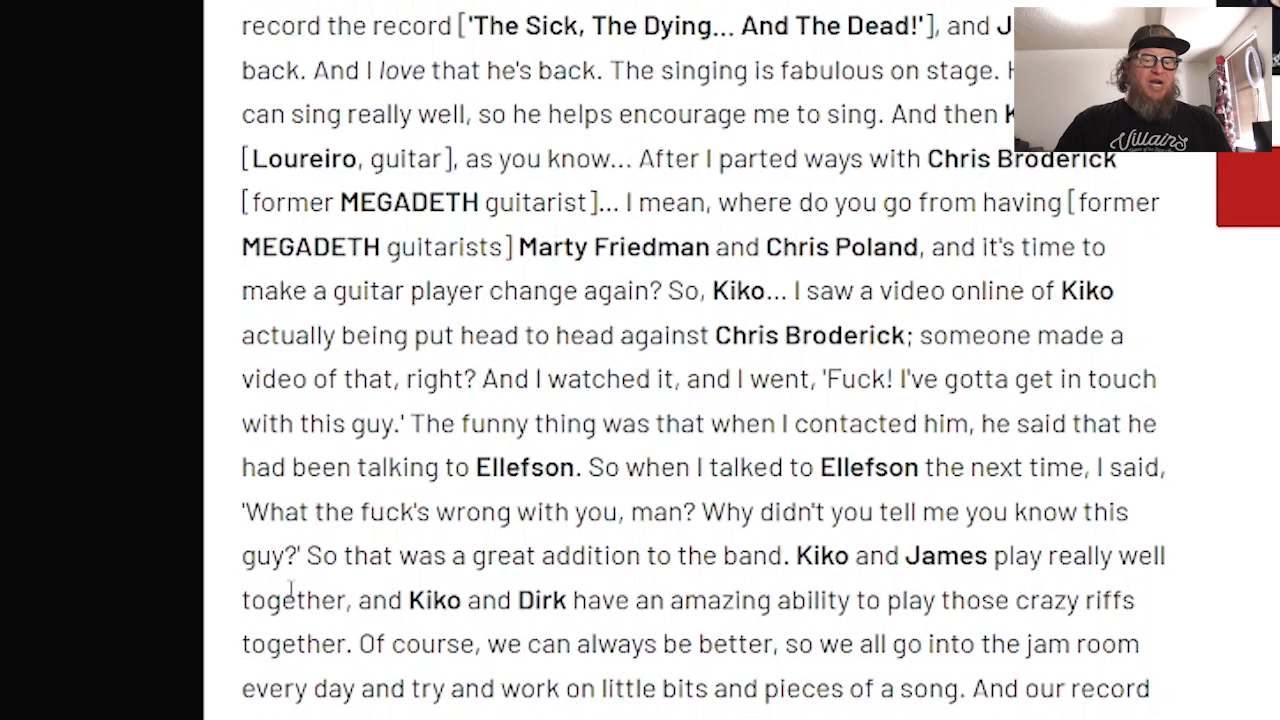 record the record ['The Sick, The Dying... And The Dead!'], and J
back. And I love that he's back. The singing is fabulous on stage.
can sing really well, so he helps encourage me to sing. And then K
[Loureiro, guitar], as you know... After I parted ways with Chris Broderick
[former MEGADETH guitarist]... I mean, where do you go from having [former
MEGADETH guitarists] Marty Friedman and Chris Poland, and it's time to
make a guitar player change again? So, Kiko... I saw a video online of Kiko
actually being put head to head against Chris Broderick; someone made a
video of that, right? And I watched it, and I went, 'Fuck! I've gotta get in touch
with this guy.' The funny thing was that when I contacted him, he said that he
had been talking to Ellefson. So when I talked to Ellefson the next time, I said,
'What the fuck's wrong with you, man? Why didn't you tell me you know this
guy?' So that was a great addition to the band. Kiko and James play really well
together, and Kiko and Dirk have an amazing ability to play those crazy riffs
together. Of course, we can always be better, so we all go into the jam room
every day and try and work on little bits and pieces of a song. And our record
Villains